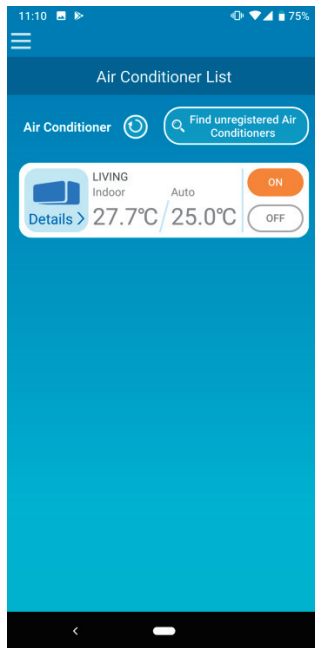 11:10 75%
Air Conditioner List
Air Conditioner
Find unregistered Air
Conditioners
LIVING
Indoor Auto
Details > 27.7℃ 25.0℃
ON
OFF